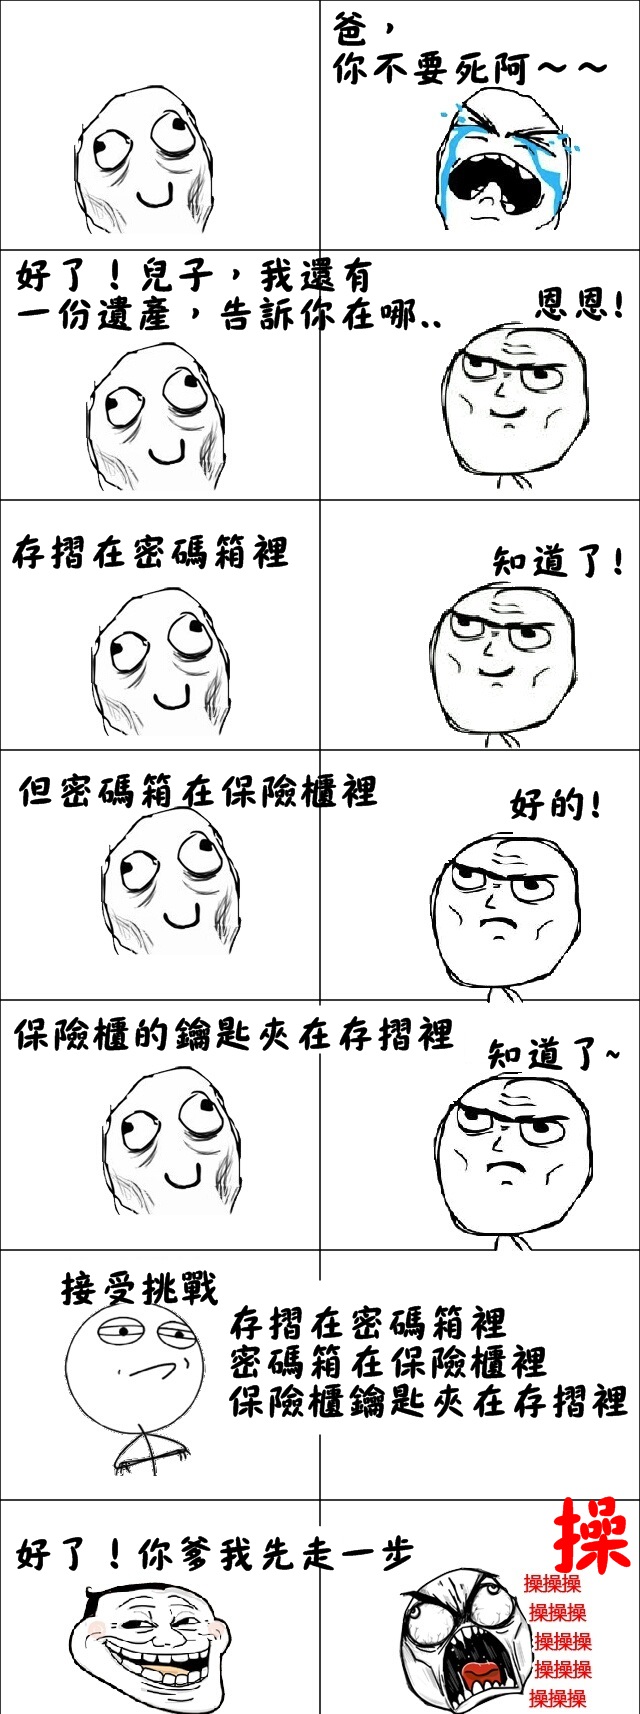 爸，
你不要死阿～～
好了！兒子，我還有
一份遺產，告訴你在哪..
恩恩!
存摺在密碼箱裡
知道了!
但密碼箱在保險櫃裡
好的!
保險櫃的鑰匙夾在存摺裡
知道了~
接受挑戰
存摺在密碼箱裡
密碼箱在保險櫃裡
保險櫃鑰匙夾在存摺裡
好了！你爹我先走一步
操
操操操
操操操
操操操
操操操
操操操